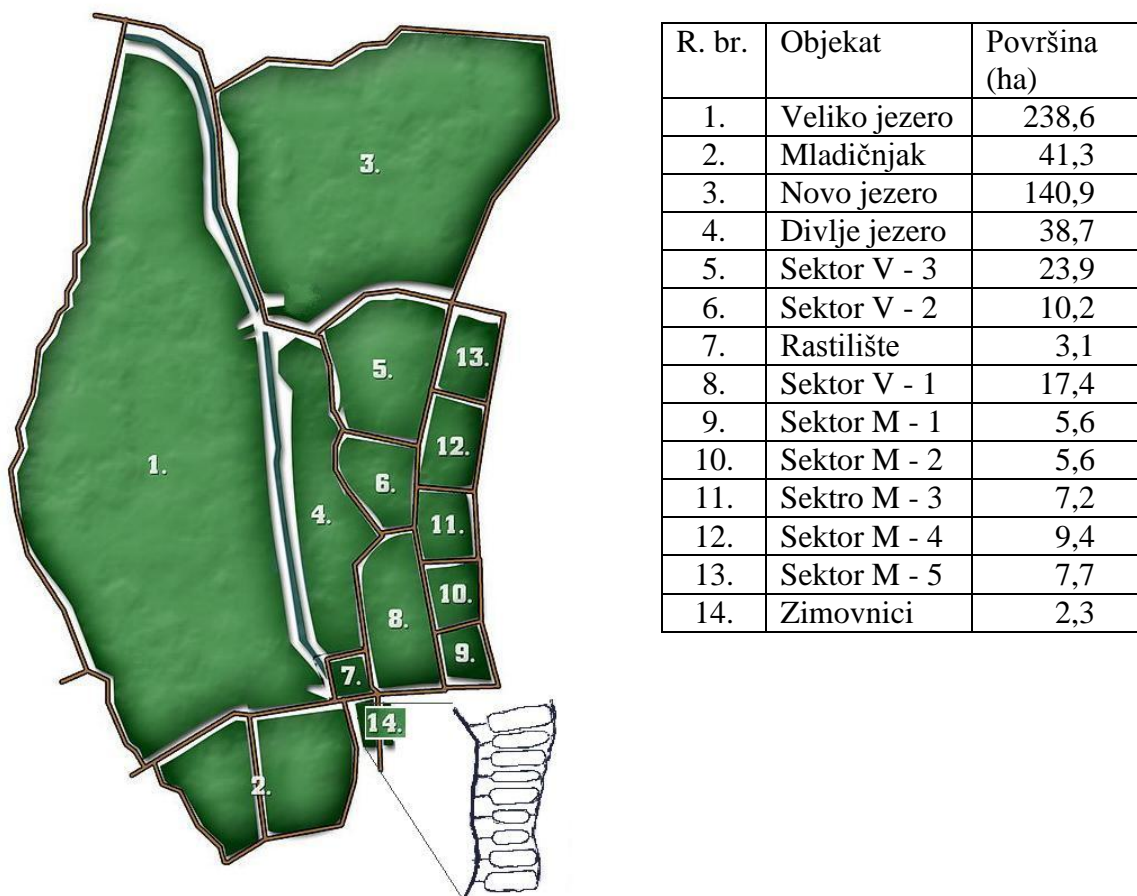 3.
13.
5.
12.
1.
6.
4.
11.
10.
8.
9.
7.
14.
2.
R. br. Objekat Površina
(ha)
1. Veliko jezero 238,6
2. Mladičnjak 41,3
3. Novo jezero 140,9
4. Divlje jezero 38,7
5. Sektor V - 3 23,9
6. Sektor V - 2 10,2
7. Rastilište 3,1
8. Sektor V - 1 17,4
9. Sektor M - 1 5,6
10. Sektor M - 2 5,6
11. Sektro M - 3 7,2
12. Sektor M - 4 9,4
13. Sektor M - 5 7,7
14. Zimovnici 2,3